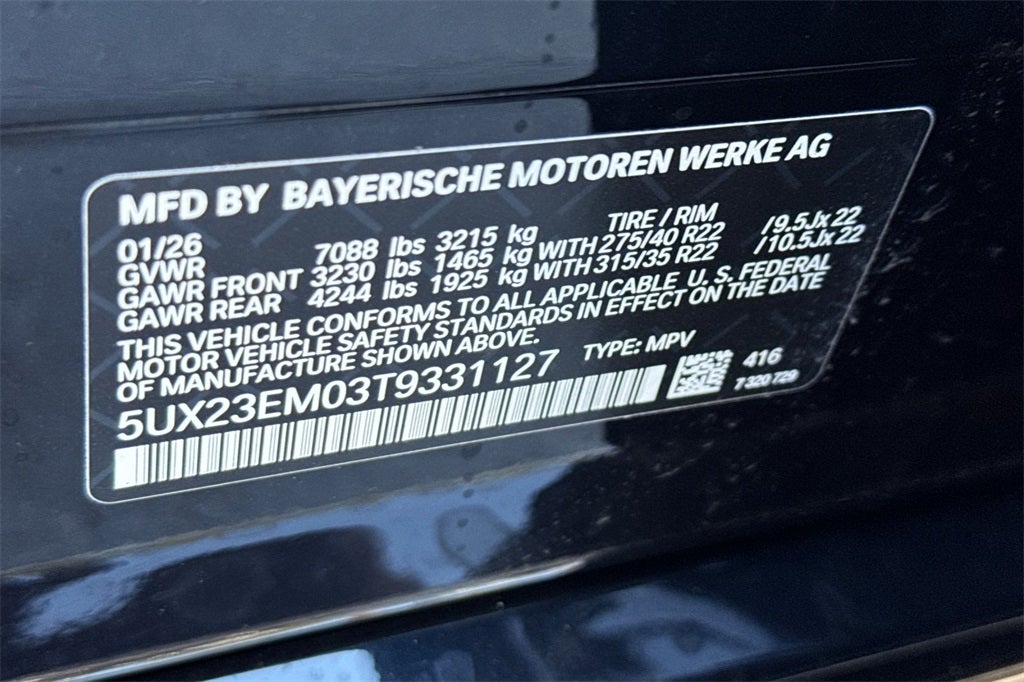 MFD BY BAYERISCHE MOTOREN WERKE AG
01/26 TIRE / RIM
GVWR 7088 lbs 3215 kg
GAWR FRONT 3230 lbs 1465 kg WITH 275/40 R22 /9.5Jx22
GAWR REAR 4244 lbs 1925 kg WITH 315/35 R22 /10.5Jx22
THIS VEHICLE CONFORMS TO ALL APPLICABLE U. S. FEDERAL
MOTOR VEHICLE SAFETY STANDARDS IN EFFECT ON THE DATE
OF MANUFACTURE SHOWN ABOVE.
5UX23EM03T9331127 TYPE: MPV
416
7 320 729